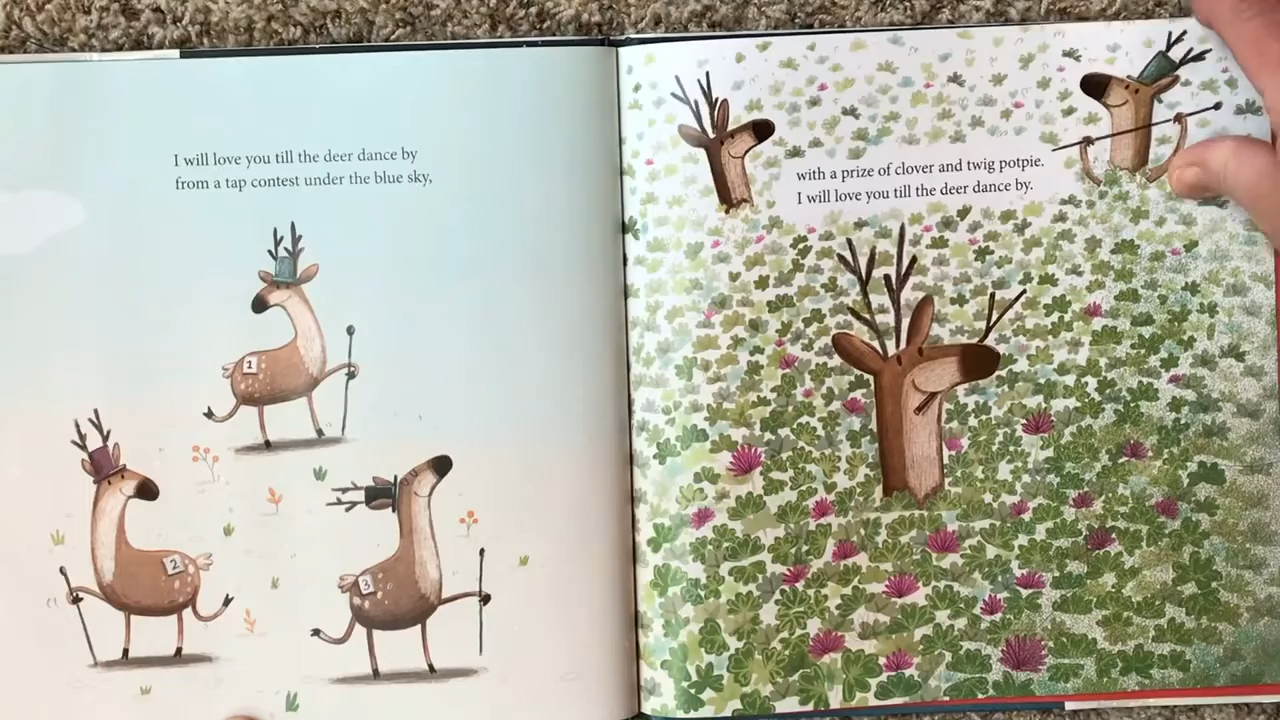 I will love you till the deer dance by
from a tap contest under the blue sky,
1
2
3
with a prize of clover and twig potpie.
I will love you till the deer dance by.